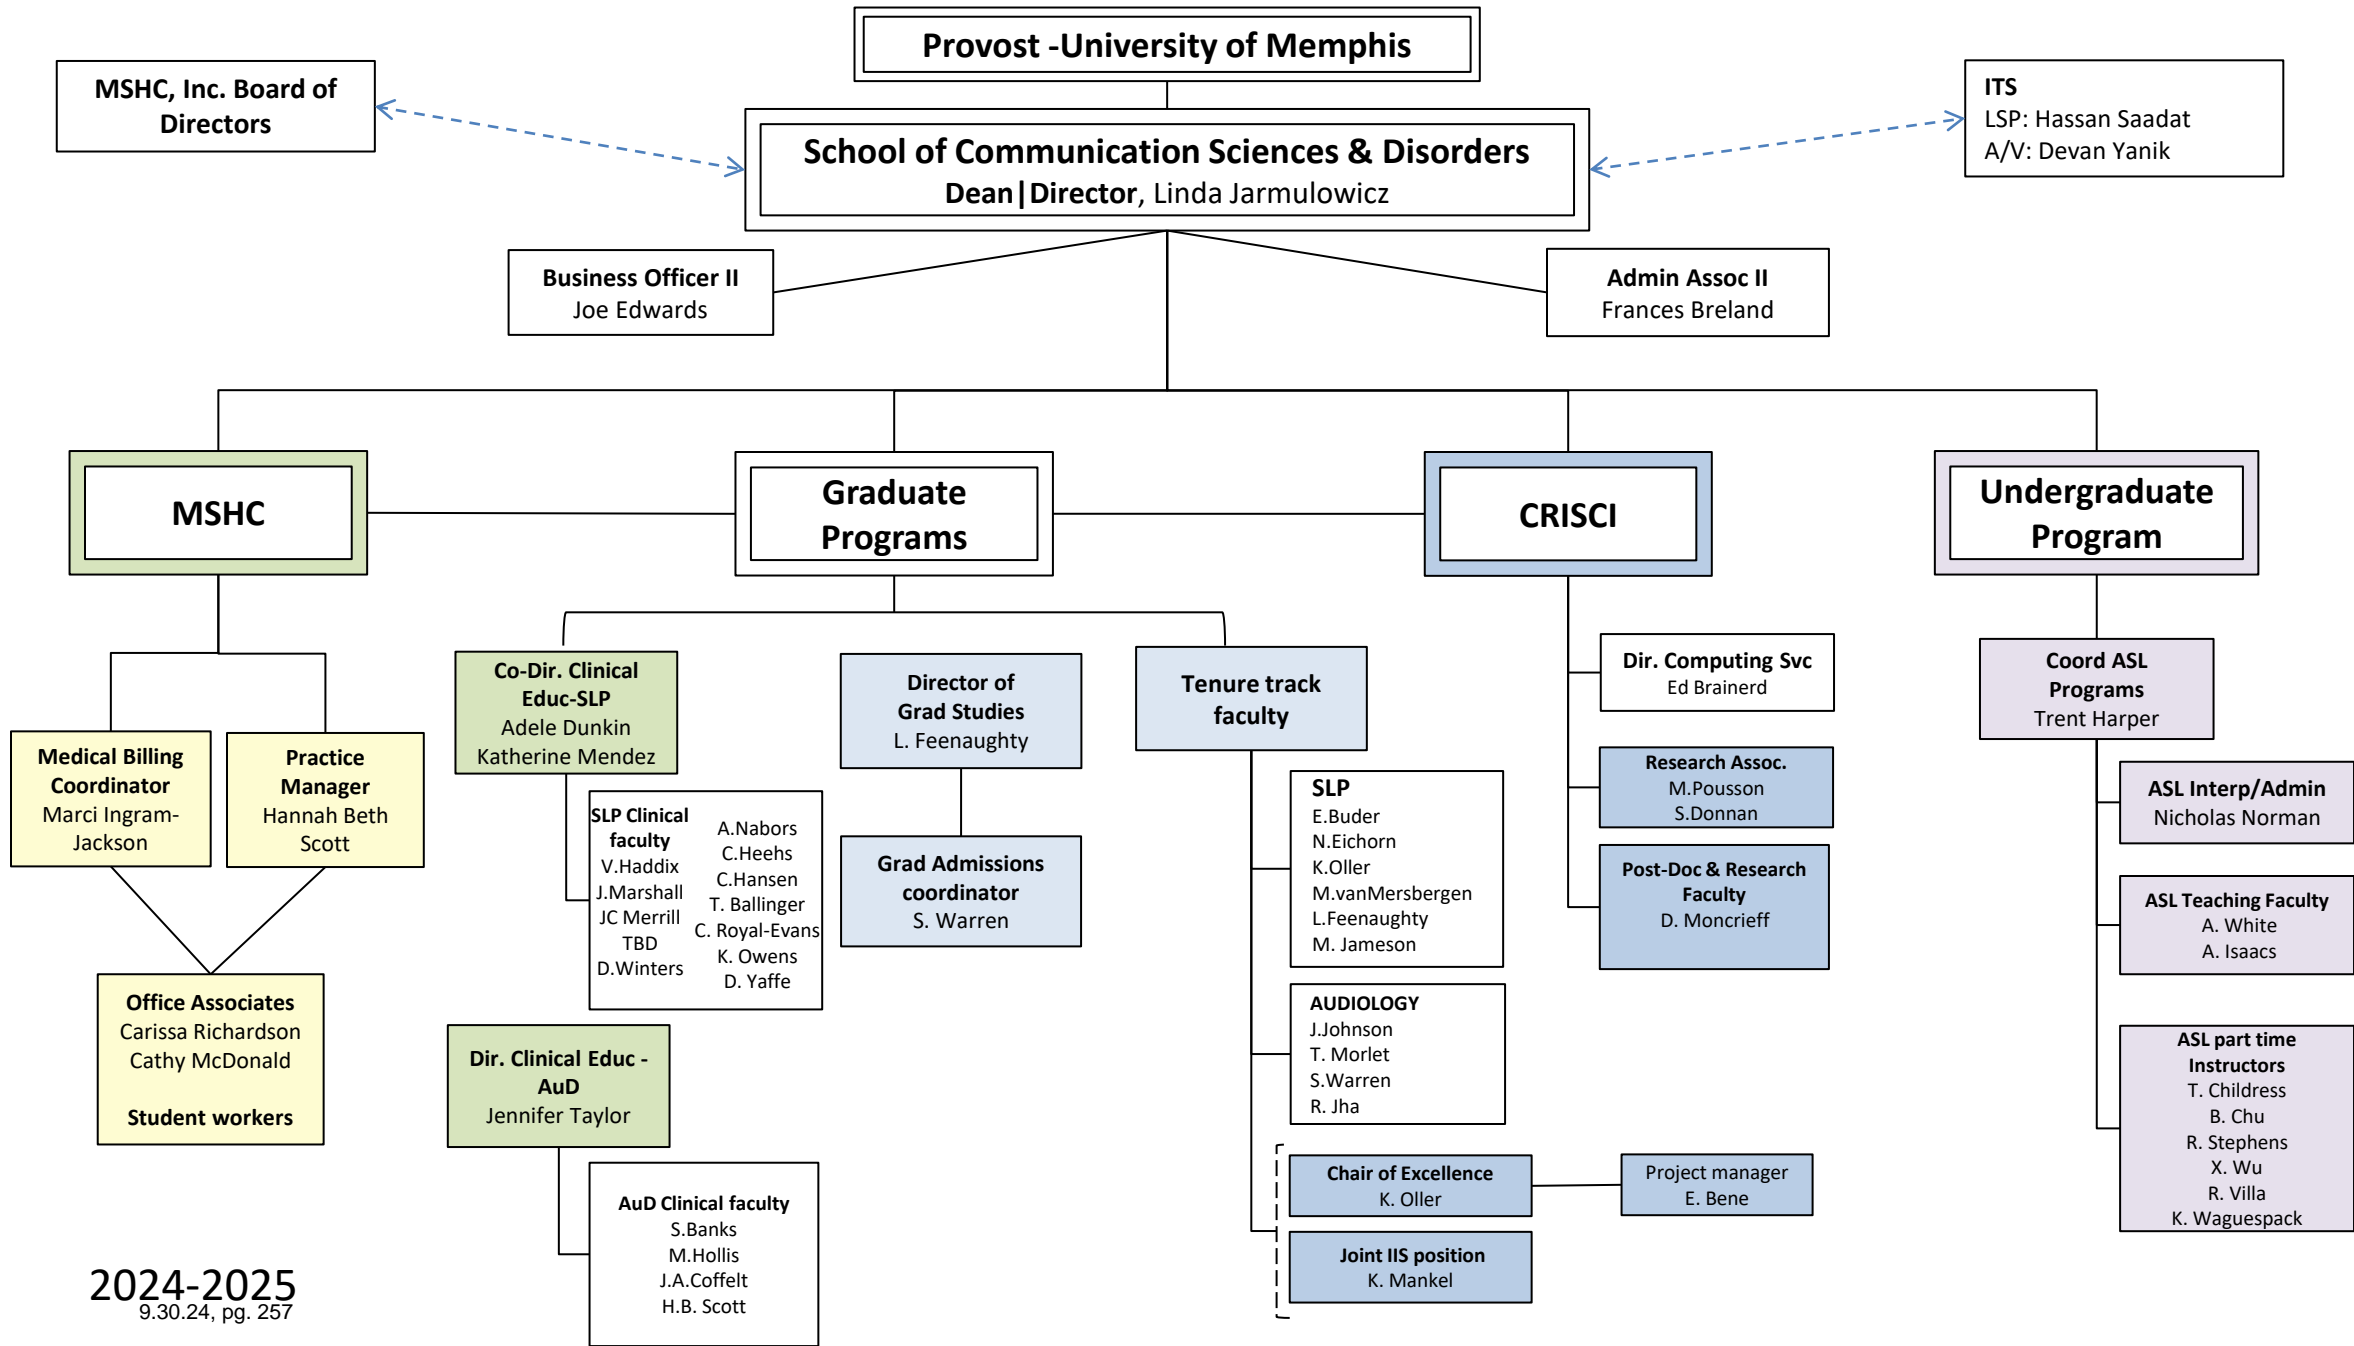 Provost -University of Memphis
MSHC, Inc. Board of
Directors
ITS
LSP: Hassan Saadat
A/V: Devan Yanik
School of Communication Sciences & Disorders
Dean|Director, Linda Jarmulowicz
Business Officer II
Joe Edwards
Admin Assoc II
Frances Breland
MSHC
Graduate
Programs
CRISCI
Undergraduate
Program
Medical Billing
Coordinator
Marci Ingram-
Jackson
Practice
Manager
Hannah Beth
Scott
Office Associates
Carissa Richardson
Cathy McDonald
Student workers
Co-Dir. Clinical
Educ-SLP
Adele Dunkin
Katherine Mendez
SLP Clinical
faculty
V.Haddix
J.Marshall
JC Merrill
TBD
D.Winters
A.Nabors
C.Heehs
C.Hansen
T. Ballinger
C. Royal-Evans
K. Owens
D. Yaffe
Dir. Clinical Educ -
AuD
Jennifer Taylor
AuD Clinical faculty
S.Banks
M.Hollis
J.A.Coffelt
H.B. Scott
Director of
Grad Studies
L. Feenaughty
Grad Admissions
coordinator
S. Warren
Tenure track
faculty
SLP
E.Buder
N.Eichorn
K.Oller
M.vanMersbergen
L.Feenaughty
M. Jameson
AUDIOLOGY
J.Johnson
T. Morlet
S.Warren
R. Jha
Chair of Excellence
K. Oller
Project manager
E. Bene
Joint IIS position
K. Mankel
Dir. Computing Svc
Ed Brainerd
Research Assoc.
M.Pousson
S.Donnan
Post-Doc & Research
Faculty
D. Moncrieff
Coord ASL
Programs
Trent Harper
ASL Interp/Admin
Nicholas Norman
ASL Teaching Faculty
A. White
A. Isaacs
ASL part time
Instructors
T. Childress
B. Chu
R. Stephens
X. Wu
R. Villa
K. Waguespack
2024-2025
9.30.24, pg. 257